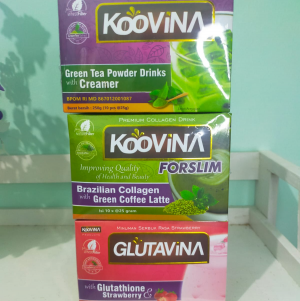 KOOViNA
Green Tea Powder Drinks
with Creamer
PREMIUM COLLAGEN DRINK
KOOViNA
FORSLIM
Improving Quality
of Health and Beauty
Brazilian Collagen
with Green Coffee Latte
KOOViNA
GLUTAViNA
with Glutathione
Strawberry &